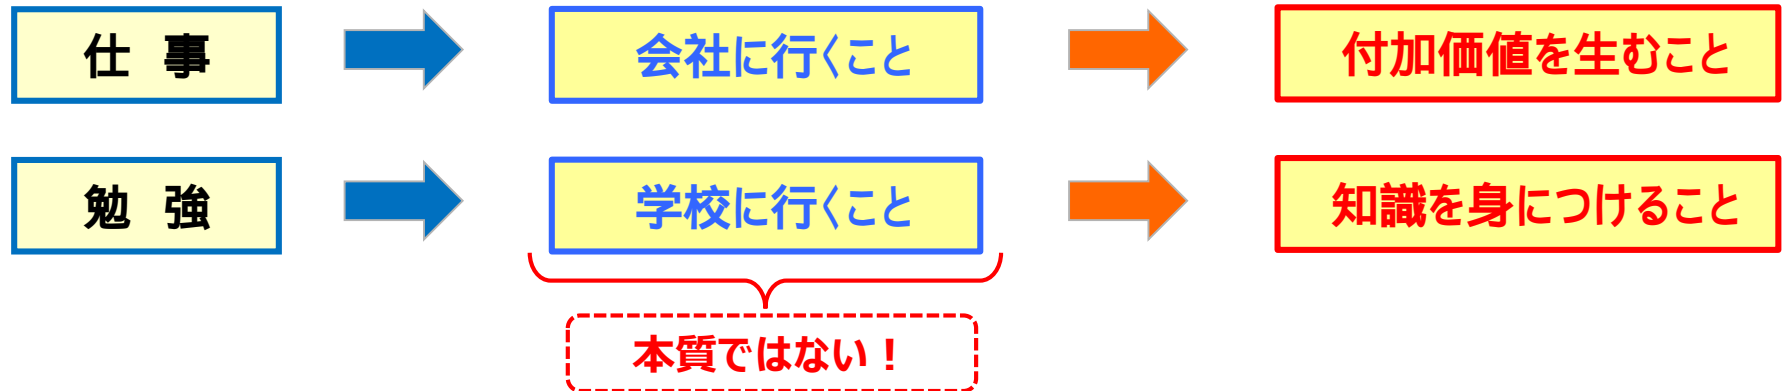 仕 事
会社に行くこと
付加価値を生むこと
勉 強
学校に行くこと
知識を身につけること
本質ではない！